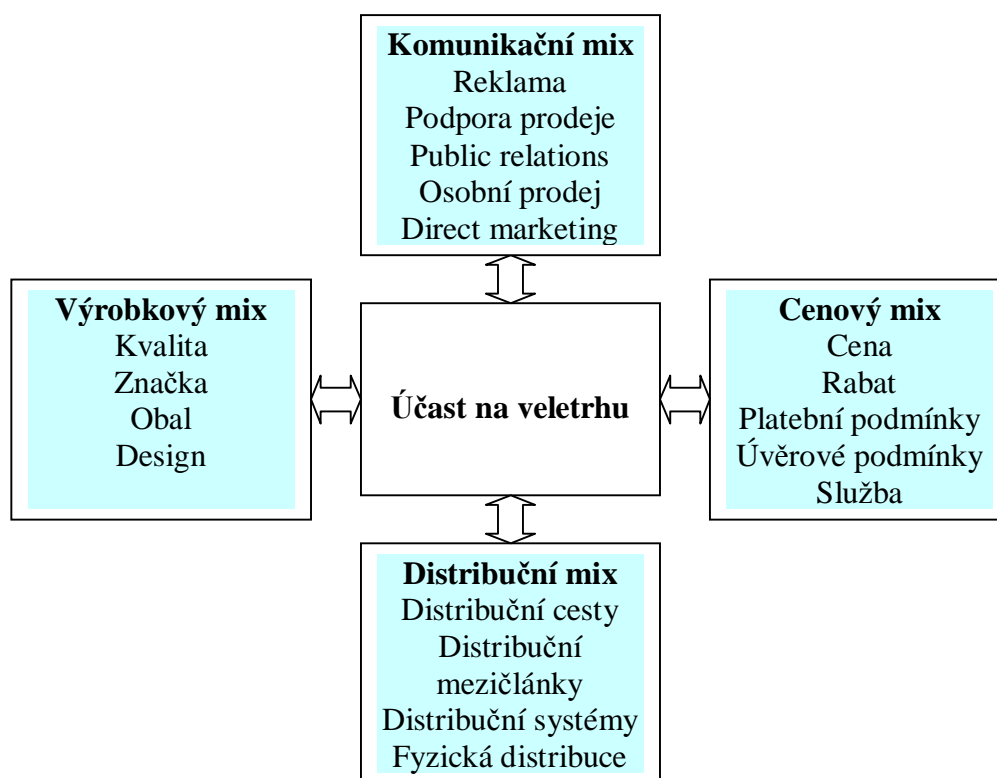 Komunikační mix
Reklama
Podpora prodeje
Public relations
Osobní prodej
Direct marketing
Výrobkový mix
Kvalita
Značka
Obal
Design
Účast na veletrhu
Cenový mix
Cena
Rabat
Platební podmínky
Úvěrové podmínky
Služba
Distribuční mix
Distribuční cesty
Distribuční
mezičlánky
Distribuční systémy
Fyzická distribuce